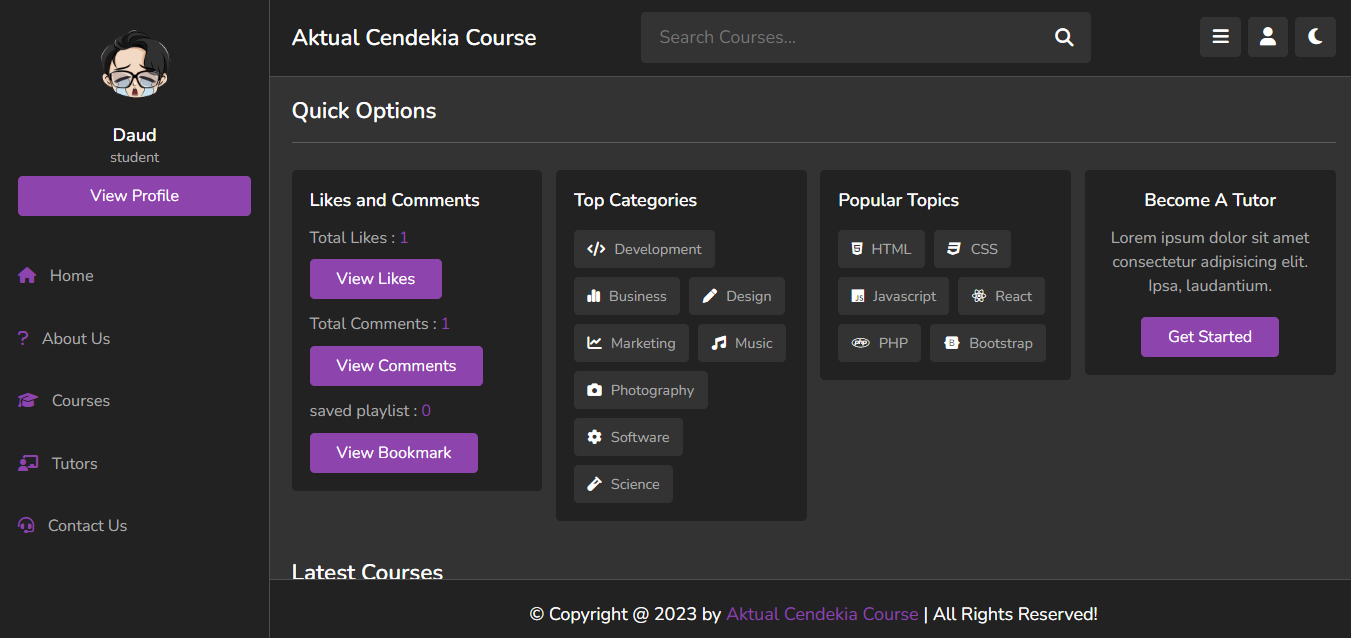 Daud
student
View Profile
Home
About Us
Courses
Tutors
Contact Us
Aktual Cendekia Course
Search Courses...
Quick Options
Likes and Comments
Total Likes : 1
View Likes
Total Comments : 1
View Comments
saved playlist : 0
View Bookmark
Top Categories
Development
Business
Design
Marketing
Music
Photography
Software
Science
Popular Topics
HTML
CSS
JS
Javascript
React
php
PHP
B
Bootstrap
Become A Tutor
Lorem ipsum dolor sit amet
consectetur adipisicing elit.
Ipsa, laudantium.
Get Started
Latest Courses
© Copyright @ 2023 by Aktual Cendekia Course | All Rights Reserved!